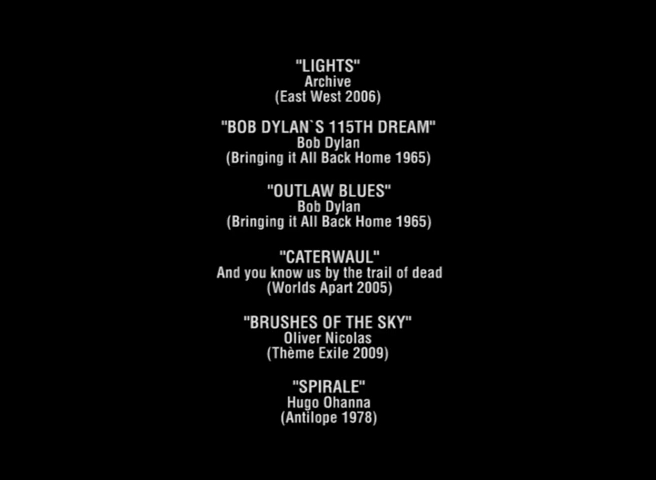 "LIGHTS"
Archive
(East West 2006)
"BOB DYLAN`S 115TH DREAM"
Bob Dylan
(Bringing it All Back Home 1965)
"OUTLAW BLUES"
Bob Dylan
(Bringing it All Back Home 1965)
"CATERWAUL"
And you know us by the trail of dead
(Worlds Apart 2005)
"BRUSHES OF THE SKY"
Oliver Nicolas
(Thème Exile 2009)
"SPIRALE"
Hugo Ohanna
(Antilope 1978)